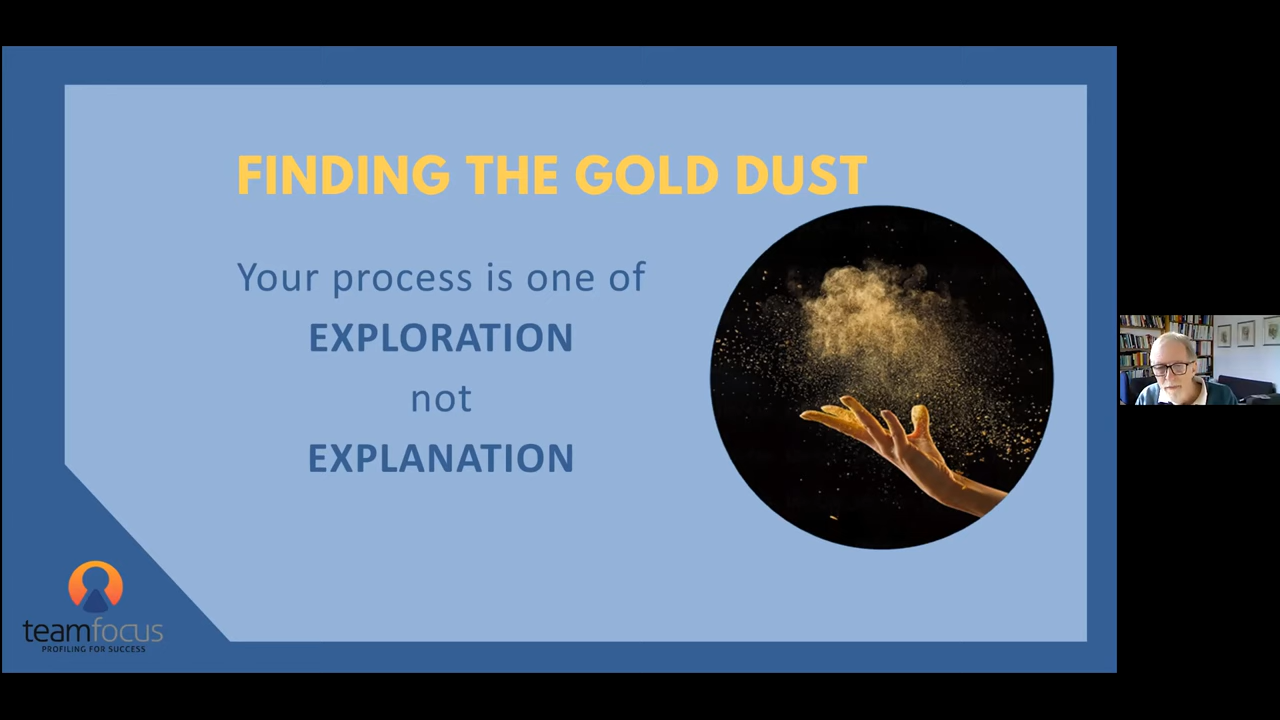 FINDING THE GOLD DUST
Your process is one of
EXPLORATION
not
EXPLANATION
teamfocus
PROFILING FOR SUCCESS